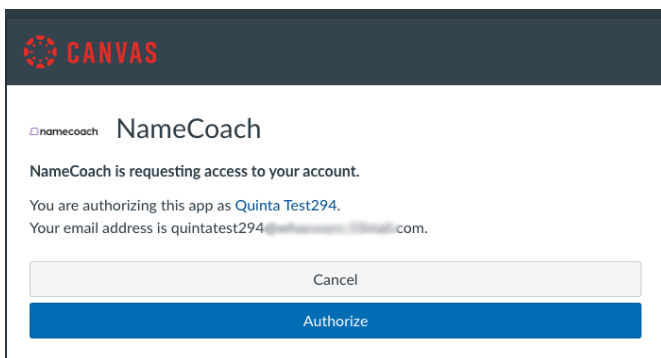 CANVAS
namecoach NameCoach
NameCoach is requesting access to your account.
You are authorizing this app as Quinta Test294.
Your email address is quintatest294 com.
Cancel
Authorize